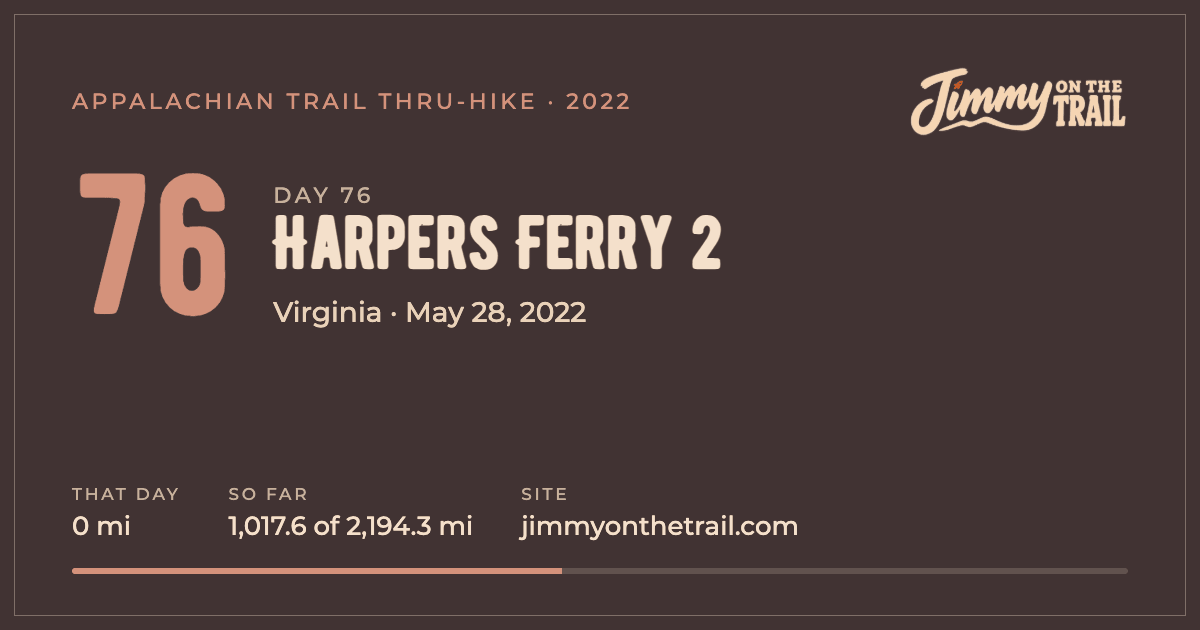 APPALACHIAN TRAIL THRU-HIKE · 2022
Jimmy ON THE TRAIL
76
DAY 76
HARPERS FERRY 2
Virginia · May 28, 2022
THAT DAY SO FAR SITE
0 mi 1,017.6 of 2,194.3 mi jimmyonthetrail.com